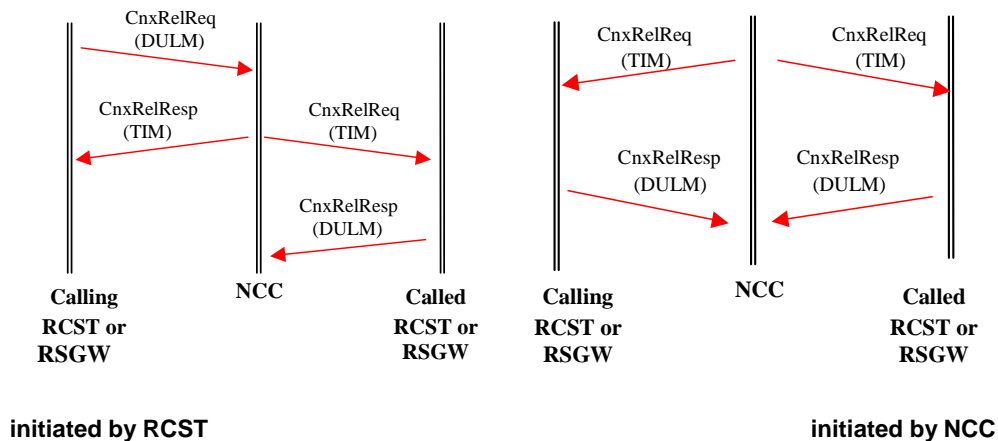 CnxRelReq
(DULM)
CnxRelResp
(TIM)
CnxRelReq
(TIM)
CnxRelResp
(DULM)
Calling
RCST or
RSGW
NCC
Called
RCST or
RSGW
initiated by RCST
CnxRelReq
(TIM)
CnxRelReq
(TIM)
CnxRelResp
(DULM)
CnxRelResp
(DULM)
Calling
RCST or
RSGW
NCC
Called
RCST or
RSGW
initiated by NCC